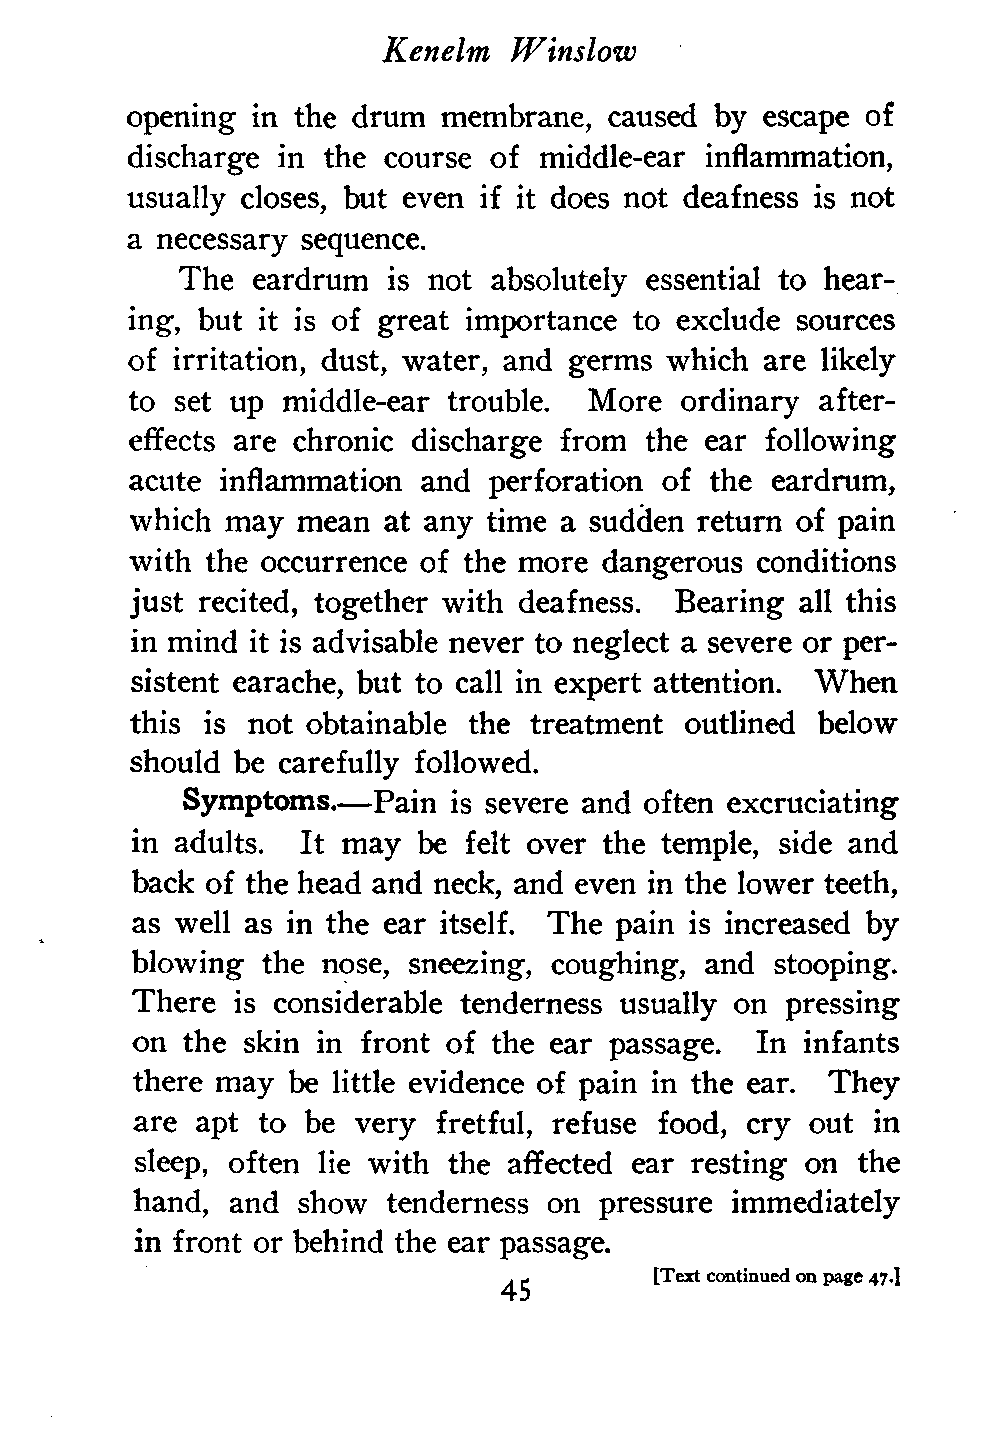 Kenelm Winslow
opening in the drum membrane, caused by escape of
discharge in the course of middle-ear inflammation,
usually closes, but even if it does not deafness is not
a necessary sequence.
The eardrum is not absolutely essential to hear-
ing, but it is of great importance to exclude sources
of irritation, dust, water, and germs which are likely
to set up middle-ear trouble. More ordinary after-
effects are chronic discharge from the ear following
acute inflammation and perforation of the eardrum,
which may mean at any time a sudden return of pain
with the occurrence of the more dangerous conditions
just recited, together with deafness. Bearing all this
in mind it is advisable never to neglect a severe or per-
sistent earache, but to call in expert attention. When
this is not obtainable the treatment outlined below
should be carefully followed.
Symptoms.—Pain is severe and often excruciating
in adults. It may be felt over the temple, side and
back of the head and neck, and even in the lower teeth,
as well as in the ear itself. The pain is increased by
blowing the nose, sneezing, coughing, and stooping.
There is considerable tenderness usually on pressing
on the skin in front of the ear passage. In infants
there may be little evidence of pain in the ear. They
are apt to be very fretful, refuse food, cry out in
sleep, often lie with the affected ear resting on the
hand, and show tenderness on pressure immediately
in front or behind the ear passage.
[Text continued on page 47.]
45